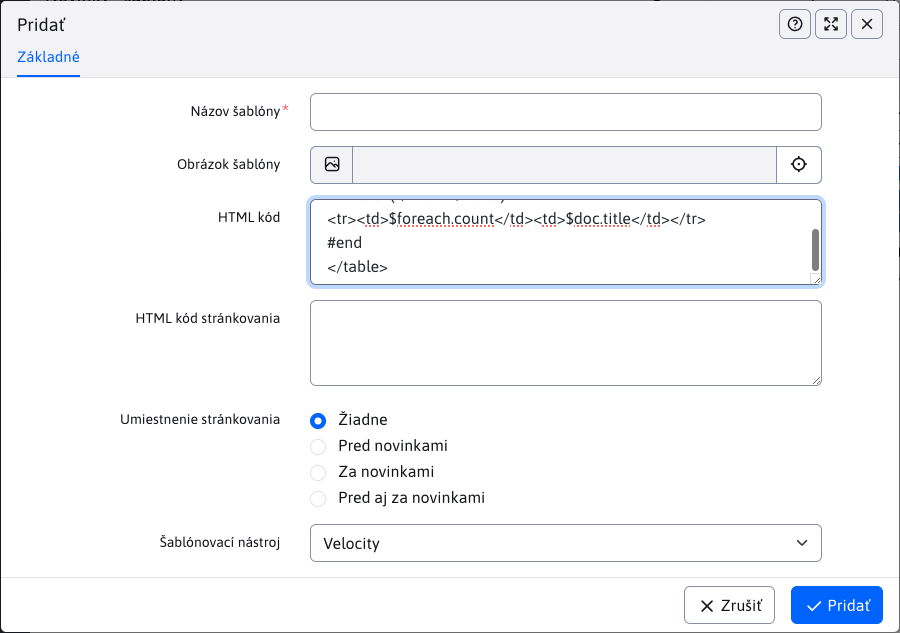 Pridať
Základné
Názov šablóny*
Obrázok šablóny
HTML kód
<tr><td>$foreach.count</td><td>$doc.title</td></tr>
#end
</table>
HTML kód stránkovania
Umiestnenie stránkovania
Žiadne
Pred novinkami
Za novinkami
Pred aj za novinkami
Šablónovací nástroj
Velocity
Zrušiť
Pridať